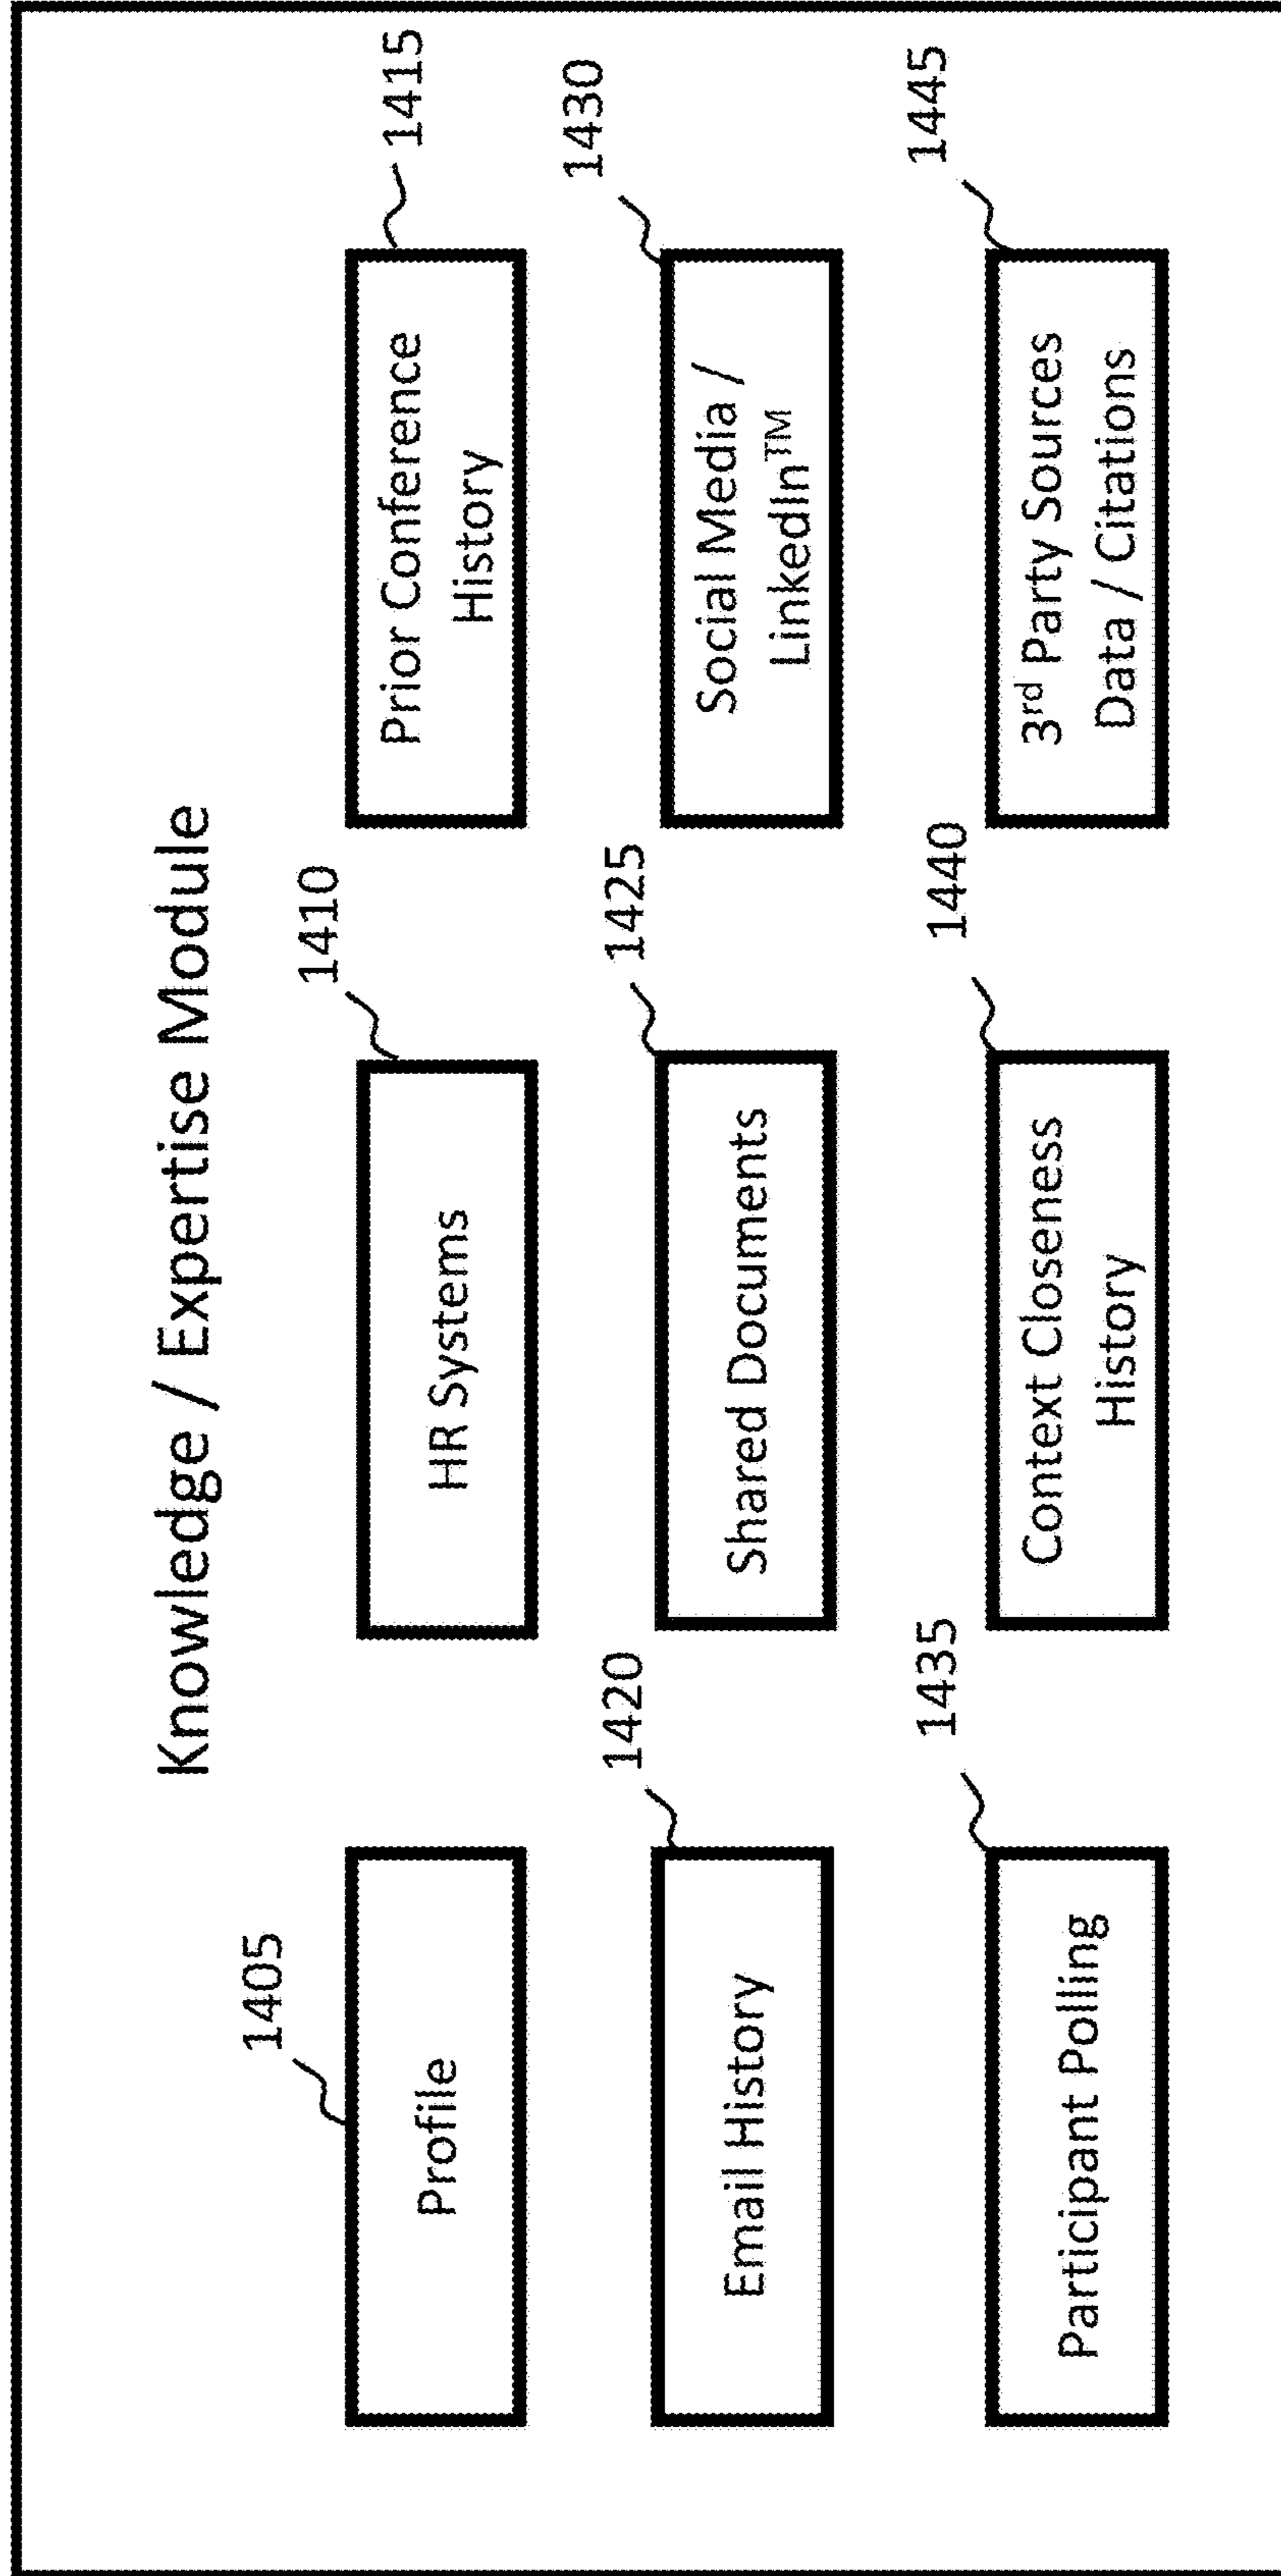 Knowledge / Expertise Module
1405
Profile
1410
HR Systems
1415
Prior Conference
History
1420
Email History
1425
Shared Documents
1430
Social Media /
LinkedIn™
1435
Participant Polling
1440
Context Closeness
History
1445
3rd Party Sources
Data / Citations